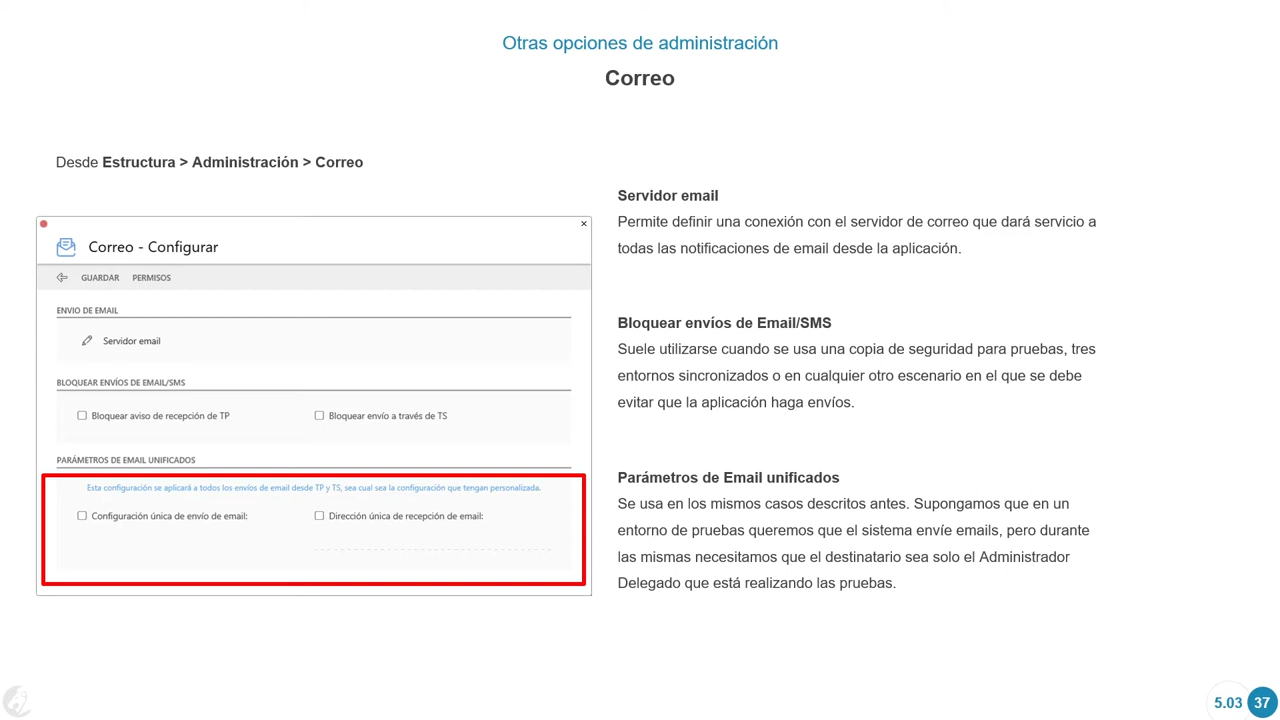 Otras opciones de administración
Correo
Desde Estructura > Administración > Correo
Correo - Configurar
GUARDAR PERMISOS
ENVIO DE EMAIL
Servidor email
BLOQUEAR ENVÍOS DE EMAIL/SMS
Bloquear aviso de recepción de TP
Bloquear envío a través de TS
PARÁMETROS DE EMAIL UNIFICADOS
Esta configuración se aplicará a todos los envíos de email desde TP y TS, sea cual sea la configuración que tengan personalizada.
Configuración única de envío de email:
Dirección única de recepción de email:
Servidor email
Permite definir una conexión con el servidor de correo que dará servicio a
todas las notificaciones de email desde la aplicación.
Bloquear envíos de Email/SMS
Suele utilizarse cuando se usa una copia de seguridad para pruebas, tres
entornos sincronizados o en cualquier otro escenario en el que se debe
evitar que la aplicación haga envíos.
Parámetros de Email unificados
Se usa en los mismos casos descritos antes. Supongamos que en un
entorno de pruebas queremos que el sistema envíe emails, pero durante
las mismas necesitamos que el destinatario sea solo el Administrador
Delegado que está realizando las pruebas.
5.03 37